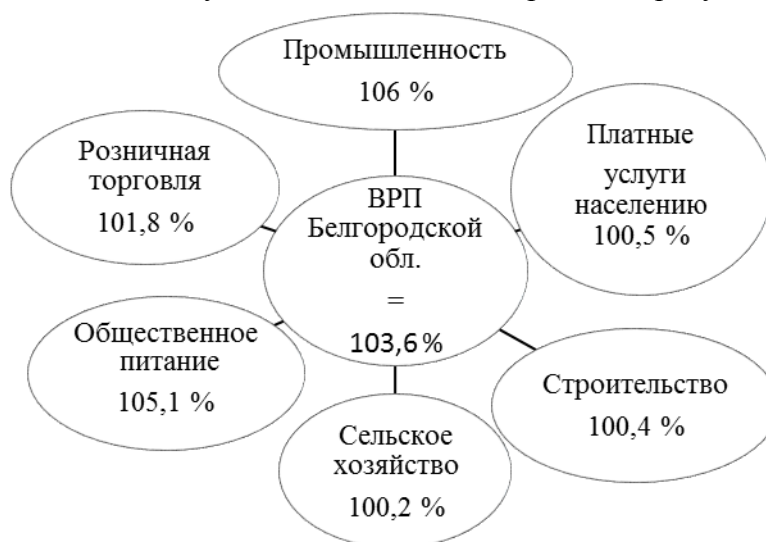 Промышленность
106 %
Платные
услуги
населению
100,5 %
Розничная
торговля
101,8 %
ВРП
Белгородской
обл.
=
103,6 %
Общественное
питание
105,1 %
Строительство
100,4 %
Сельское
хозяйство
100,2 %